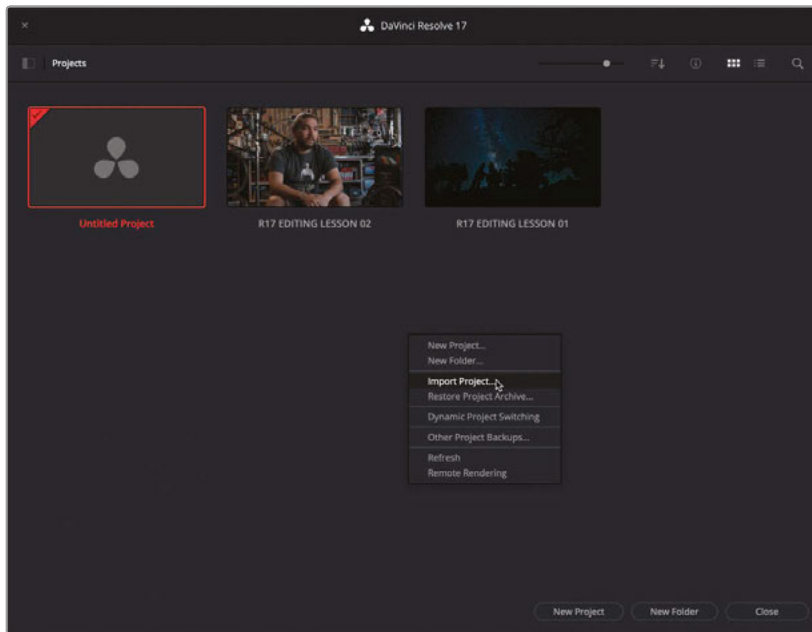 DaVinci Resolve 17
Projects
Untitled Project
R17 EDITING LESSON 02
R17 EDITING LESSON 01
New Project...
New Folder...
Import Project...
Restore Project Archive...
Dynamic Project Switching
Other Project Backups...
Refresh
Remote Rendering
New Project
New Folder
Close